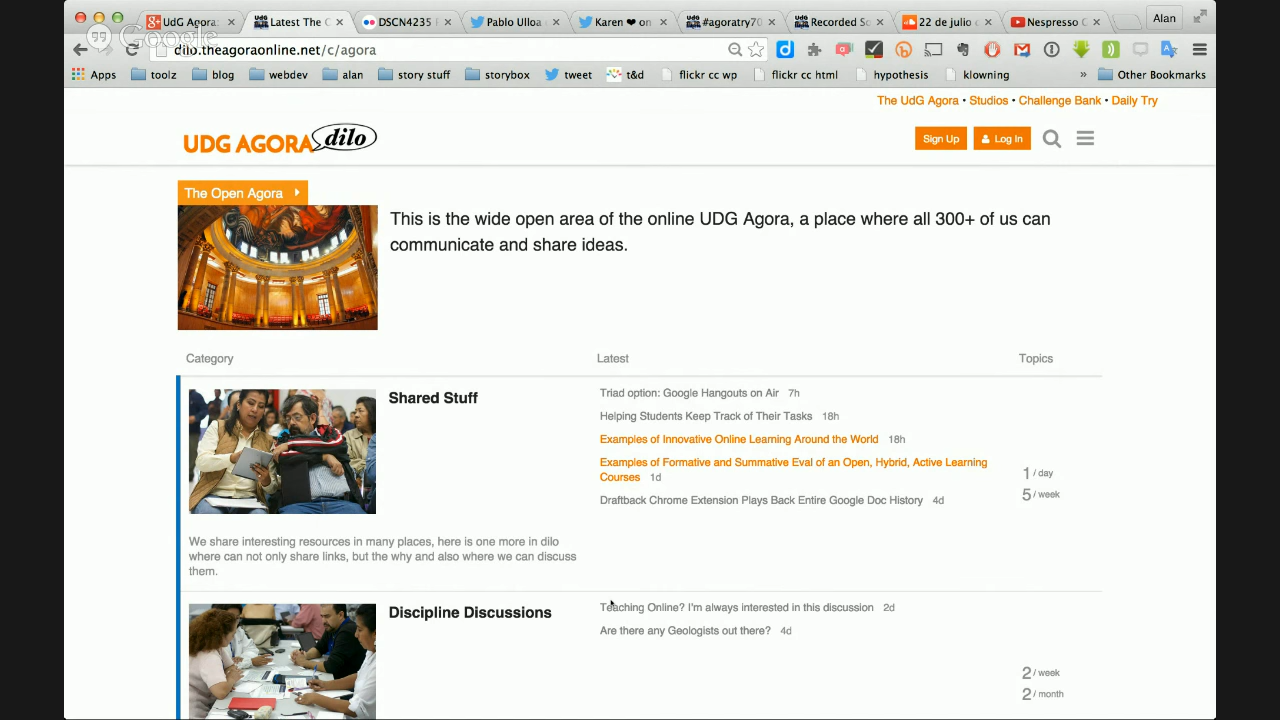 UdG Agora:
Latest The C
DSCN4235
Pablo Ulloa
Karen ❤ on
#agoratry70
Recorded So
22 de julio
Youtube Nespresso C
Alan
Google
dilo.theagoraonline.net/c/agora
Apps
toolz
blog
webdev
alan
story stuff
storybox
tweet
t&d
flickr cc wp
flickr cc html
hypothesis
klowning
»
Other Bookmarks
The UdG Agora • Studios • Challenge Bank • Daily Try
UDG AGORA dilo
Sign Up
Log In
The Open Agora
This is the wide open area of the online UDG Agora, a place where all 300+ of us can
communicate and share ideas.
Category
Latest
Topics
Shared Stuff
Triad option: Google Hangouts on Air 7h
Helping Students Keep Track of Their Tasks 18h
Examples of Innovative Online Learning Around the World 18h
Examples of Formative and Summative Eval of an Open, Hybrid, Active Learning
Courses 1d
Draftback Chrome Extension Plays Back Entire Google Doc History 4d
1 / day
5 / week
We share interesting resources in many places, here is one more in dilo
where can not only share links, but the why and also where we can discuss
them.
Discipline Discussions
Teaching Online? I'm always interested in this discussion 2d
Are there any Geologists out there? 4d
2 / week
2 / month